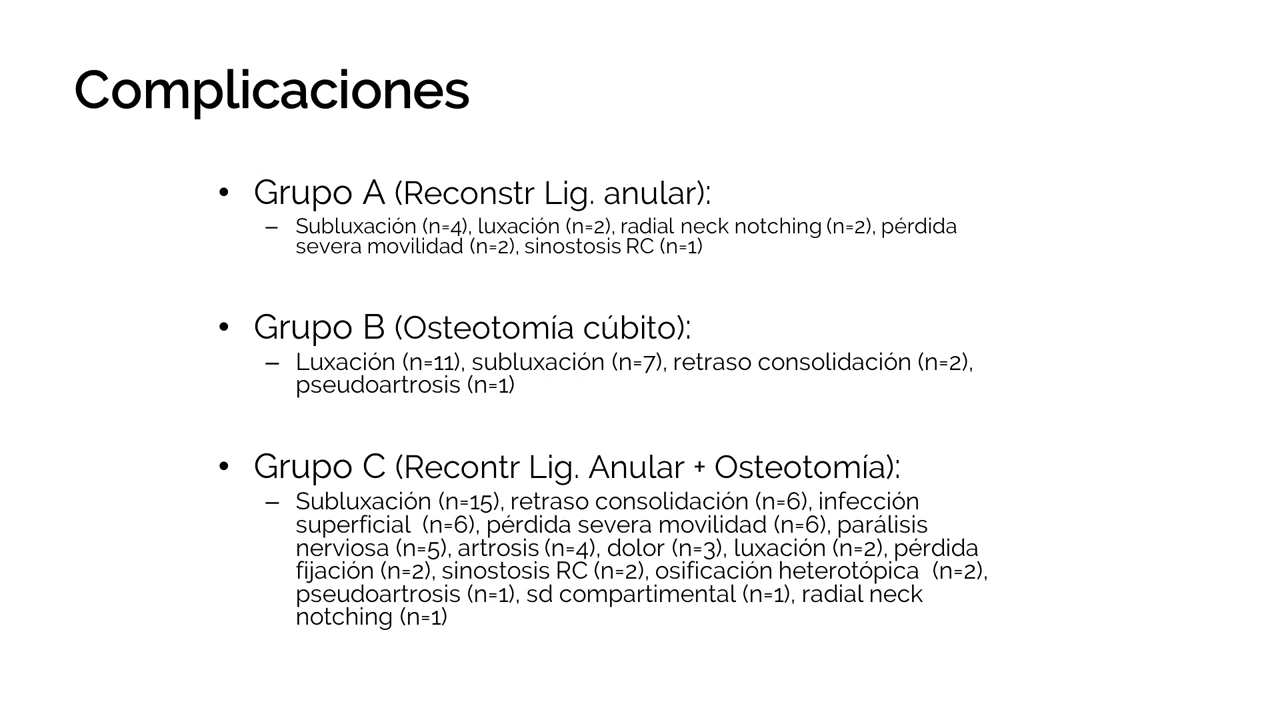 Complicaciones
• Grupo A (Reconstr Lig. anular):
– Subluxación (n=4), luxación (n=2), radial neck notching (n=2), pérdida
severa movilidad (n=2), sinostosis RC (n=1)
• Grupo B (Osteotomía cúbito):
– Luxación (n=11), subluxación (n=7), retraso consolidación (n=2),
pseudoartrosis (n=1)
• Grupo C (Recontr Lig. Anular + Osteotomía):
– Subluxación (n=15), retraso consolidación (n=6), infección
superficial (n=6), pérdida severa movilidad (n=6), parálisis
nerviosa (n=5), artrosis (n=4), dolor (n=3), luxación (n=2), pérdida
fijación (n=2), sinostosis RC (n=2), osificación heterotópica (n=2),
pseudoartrosis (n=1), sd compartimental (n=1), radial neck
notching (n=1)